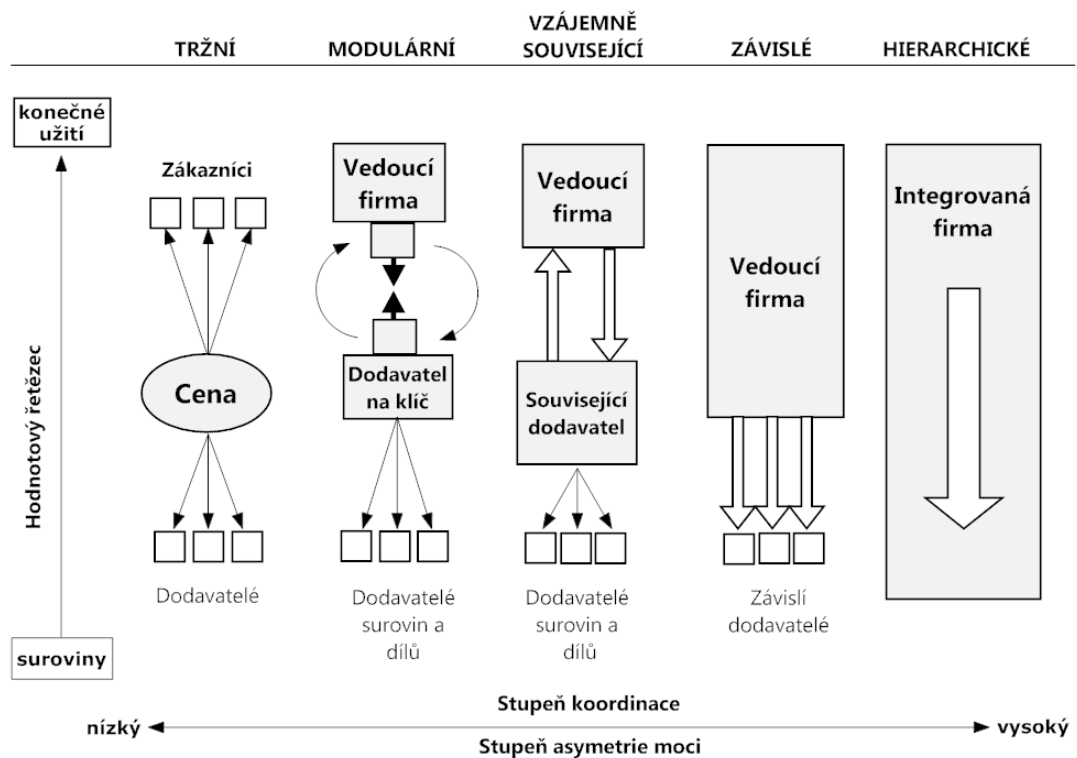 TRŽNÍ
MODULÁRNÍ
VZÁJEMNĚ
SOUVISEJÍCÍ
ZÁVISLÉ
HIERARCHICKÉ
konečné
užití
Hodnotový řetězec
suroviny
Zákazníci
Cena
Dodavatelé
Vedoucí
firma
Dodavatel
na klíč
Dodavatelé
surovin a
dílů
Vedoucí
firma
Související
dodavatel
Dodavatelé
surovin a
dílů
Vedoucí
firma
Závislí
dodavatelé
Integrovaná
firma
Stupeň koordinace
nízký
vysoký
Stupeň asymetrie moci